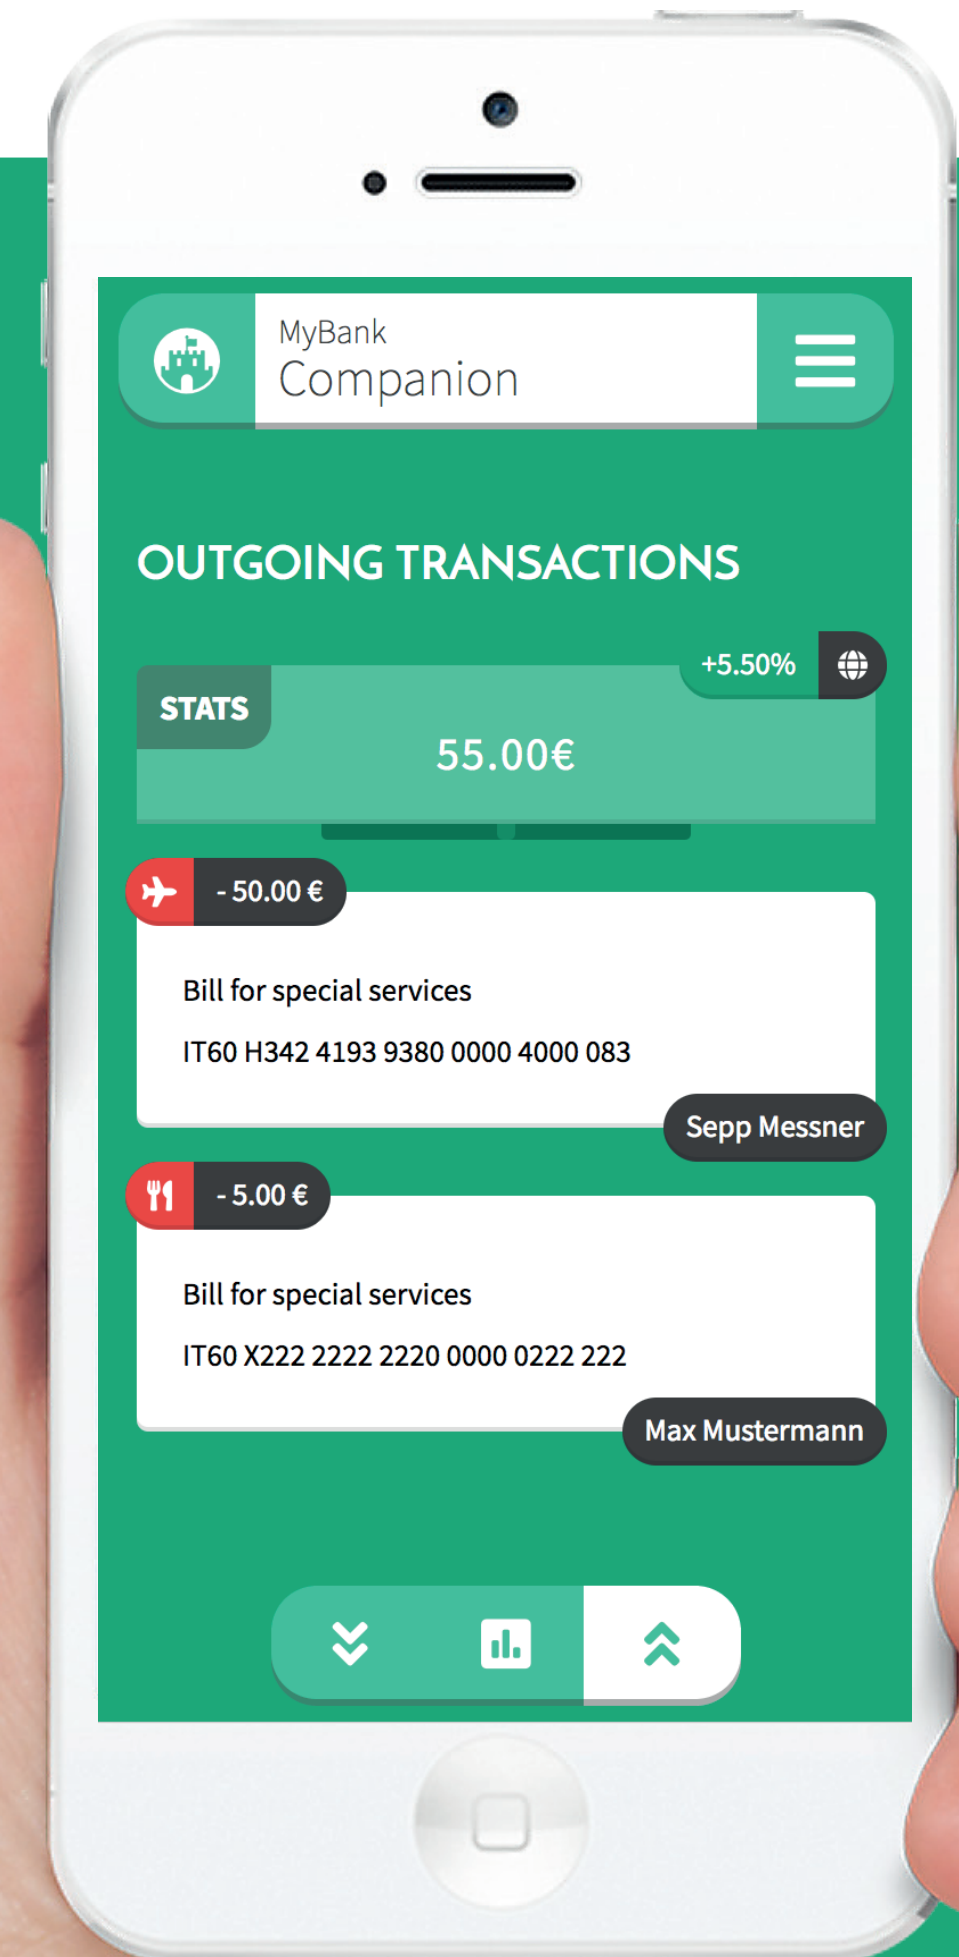 MyBank
Companion
OUTGOING TRANSACTIONS
+5.50%
STATS
55.00€
- 50.00 €
Bill for special services
IT60 H342 4193 9380 0000 4000 083
Sepp Messner
- 5.00 €
Bill for special services
IT60 X222 2222 2220 0000 0222 222
Max Mustermann